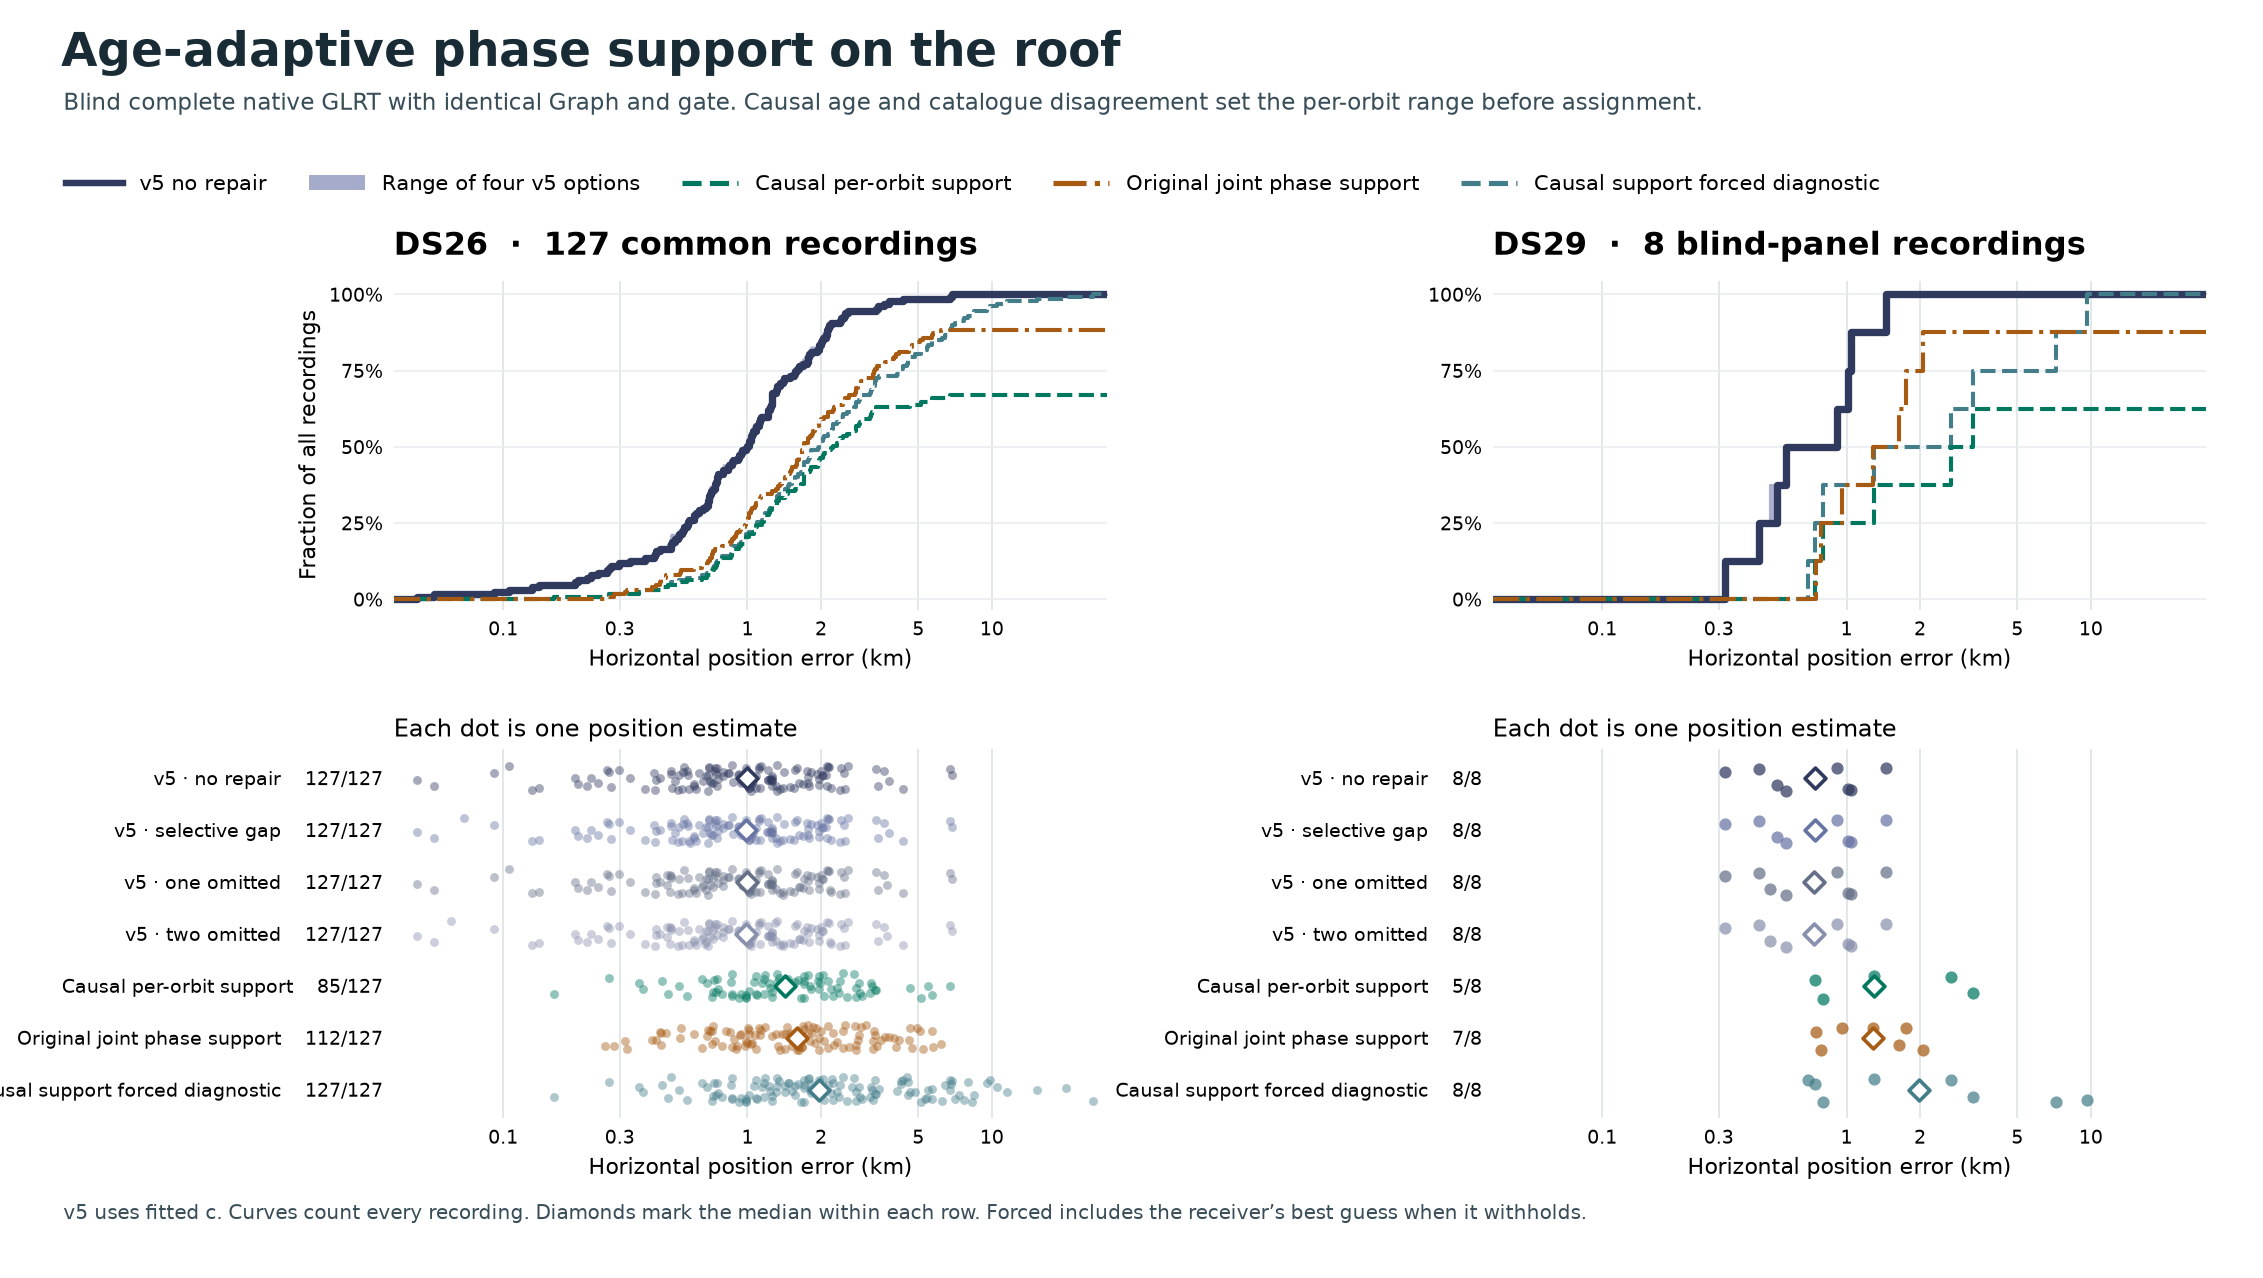 Age-adaptive phase support on the roof
Blind complete native GLRT with identical Graph and gate. Causal age and catalogue disagreement set the per-orbit range before assignment.
v5 no repair
Range of four v5 options
Causal per-orbit support
Original joint phase support
Causal support forced diagnostic
DS26 · 127 common recordings
100%
75%
50%
25%
0%
Fraction of all recordings
0.1 0.3 1 2 5 10
Horizontal position error (km)
DS29 · 8 blind-panel recordings
100%
75%
50%
25%
0%
0.1 0.3 1 2 5 10
Horizontal position error (km)
Each dot is one position estimate
v5 · no repair 127/127
v5 · selective gap 127/127
v5 · one omitted 127/127
v5 · two omitted 127/127
Causal per-orbit support 85/127
Original joint phase support 112/127
usal support forced diagnostic 127/127
0.1 0.3 1 2 5 10
Horizontal position error (km)
Each dot is one position estimate
v5 · no repair 8/8
v5 · selective gap 8/8
v5 · one omitted 8/8
v5 · two omitted 8/8
Causal per-orbit support 5/8
Original joint phase support 7/8
Causal support forced diagnostic 8/8
0.1 0.3 1 2 5 10
Horizontal position error (km)
v5 uses fitted c. Curves count every recording. Diamonds mark the median within each row. Forced includes the receiver’s best guess when it withholds.